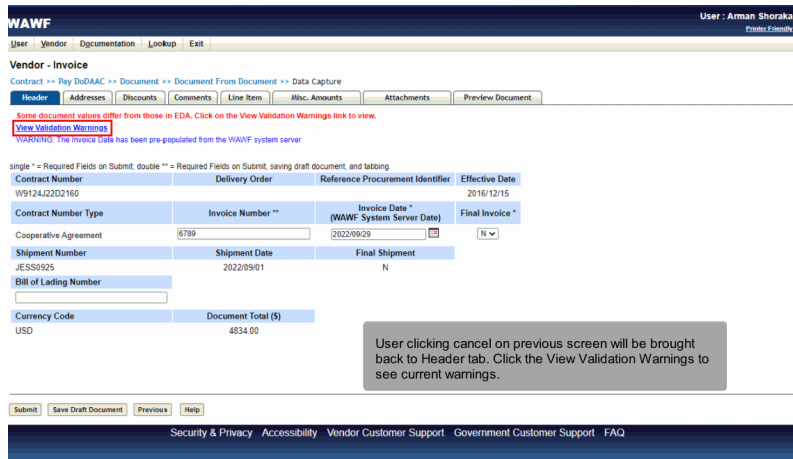 WAWF
User : Arman Shoraka
Printer Friendly
User Vendor Documentation Lookup Exit
Vendor - Invoice
Contract >> Pay DoDAAC >> Document >> Document From Document >> Data Capture
Header Addresses Discounts Comments Line Item Misc. Amounts Attachments Preview Document
Some document values differ from those in EDA. Click on the View Validation Warnings link to view.
View Validation Warnings
WARNING: The Invoice Date has been pre-populated from the WAWF system server.
single * = Required Fields on Submit; double ** = Required Fields on Submit, saving draft document, and tabbing.
Contract Number Delivery Order Reference Procurement Identifier Effective Date
W9124J22D2160 2016/12/15
Contract Number Type Invoice Number ** Invoice Date * (WAWF System Server Date) Final Invoice *
Cooperative Agreement 6789 2022/09/29 N
Shipment Number Shipment Date Final Shipment
JESS0925 2022/09/01 N
Bill of Lading Number
Currency Code Document Total ($)
USD 4834.00
User clicking cancel on previous screen will be brought
back to Header tab. Click the View Validation Warnings to
see current warnings.
Submit Save Draft Document Previous Help
Security & Privacy Accessibility Vendor Customer Support Government Customer Support FAQ